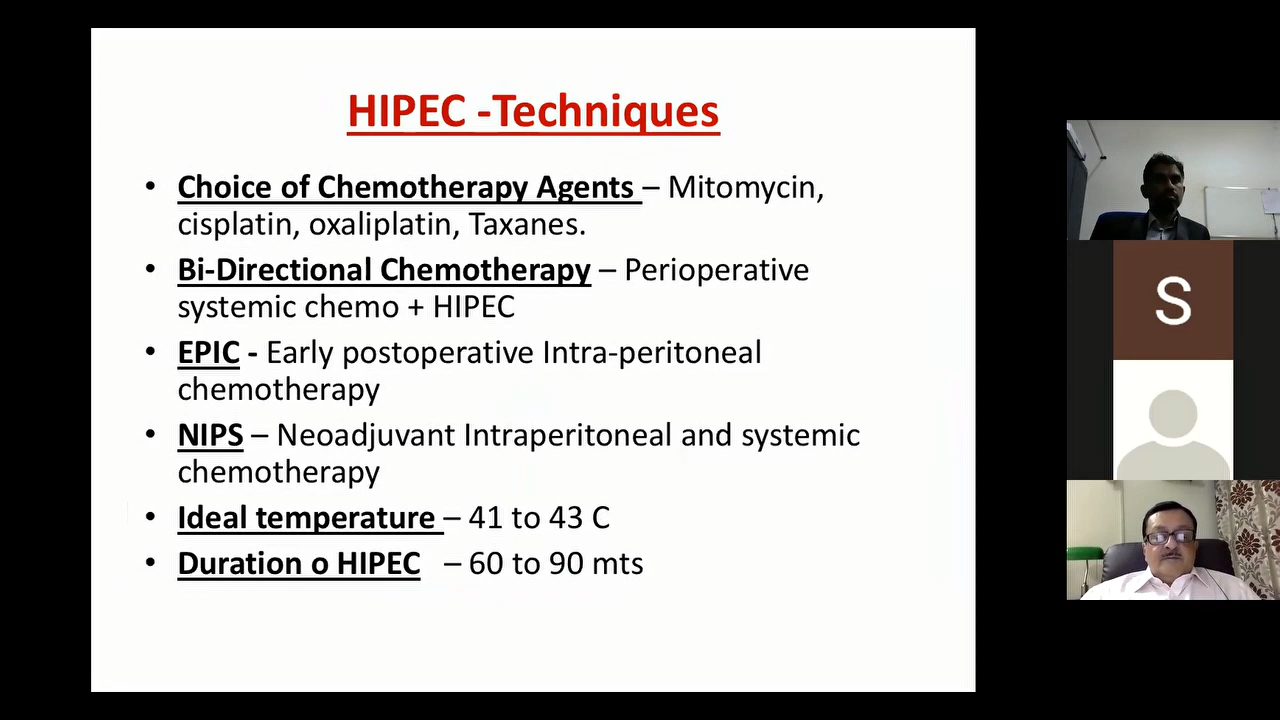 HIPEC -Techniques
• Choice of Chemotherapy Agents – Mitomycin,
cisplatin, oxaliplatin, Taxanes.
• Bi-Directional Chemotherapy – Perioperative
systemic chemo + HIPEC
• EPIC - Early postoperative Intra-peritoneal
chemotherapy
• NIPS – Neoadjuvant Intraperitoneal and systemic
chemotherapy
• Ideal temperature – 41 to 43 C
• Duration o HIPEC – 60 to 90 mts
S